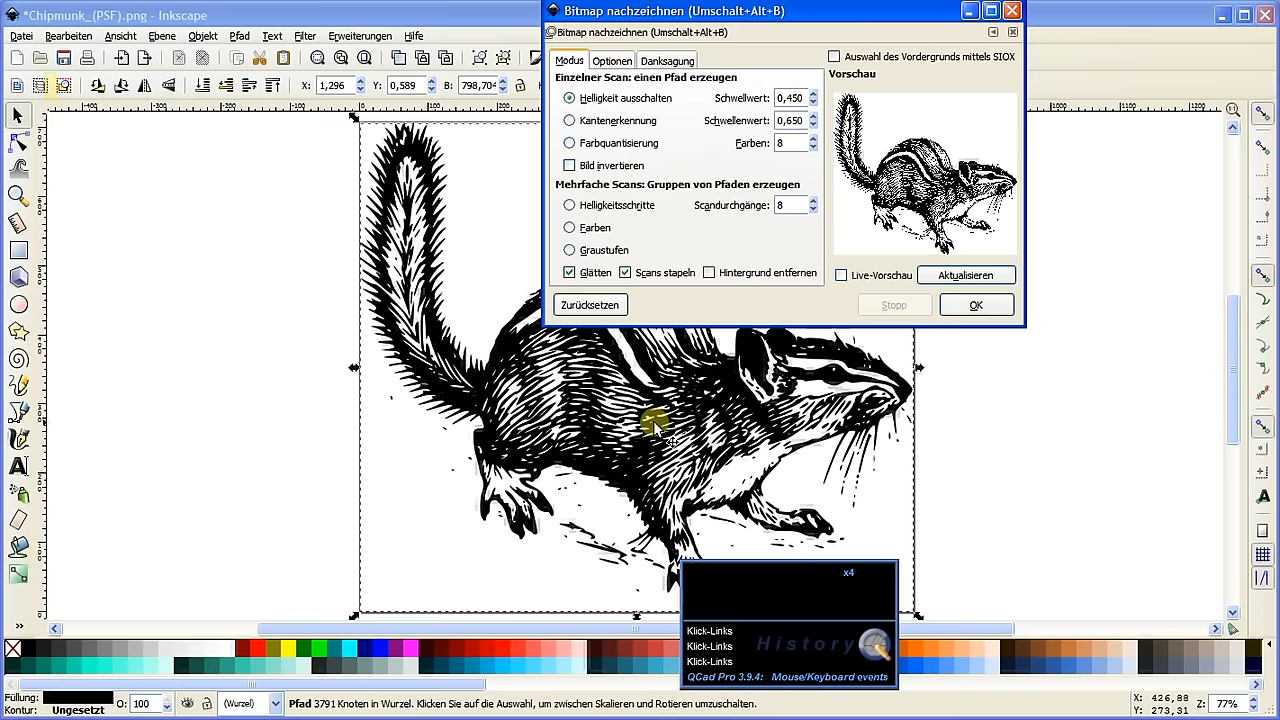 *Chipmunk_(PSF).png - Inkscape
Datei Bearbeiten Ansicht Ebene Objekt Pfad Text Filter Erweiterungen Hilfe
X: 1,296 Y: 0,589 B: 798,704
Bitmap nachzeichnen (Umschalt+Alt+B)
Bitmap nachzeichnen (Umschalt+Alt+B)
Modus Optionen Danksagung
Auswahl des Vordergrunds mittels SIOX
Einzelner Scan: einen Pfad erzeugen
Vorschau
Helligkeit ausschalten Schwellwert: 0,450
Kantenerkennung Schwellenwert: 0,650
Farbquantisierung Farben: 8
Bild invertieren
Mehrfache Scans: Gruppen von Pfaden erzeugen
Helligkeitsschritte Scandurchgänge: 8
Farben
Graustufen
Glätten Scans stapeln Hintergrund entfernen
Live-Vorschau Aktualisieren
Zurücksetzen Stopp OK
x4
Klick-Links
Klick-Links
Klick-Links
History
QCad Pro 3.9.4: Mouse/Keyboard events
Füllung:
Kontur: Ungesetzt
O: 100
(Wurzel)
Pfad 3791 Knoten in Wurzel. Klicken Sie auf die Auswahl, um zwischen Skalieren und Rotieren umzuschalten.
X: 426,88
Y: 273,31
Z: 77%